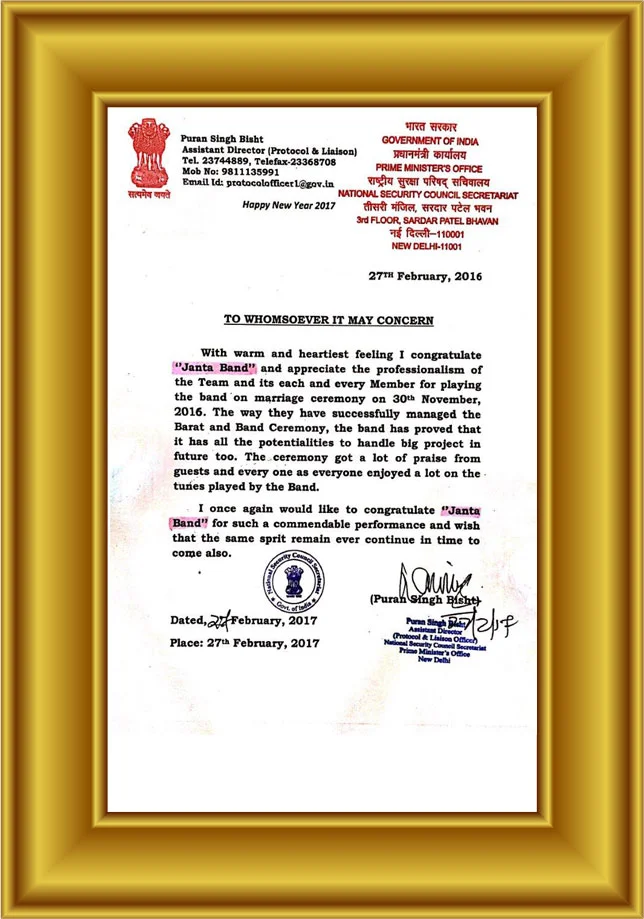 सत्यमेव जयते
Puran Singh Bisht
Assistant Director (Protocol & Liaison)
Tel. 23744889, Telefax-23368708
Mob No: 9811135991
Email Id: protocolofficer1@gov.in
Happy New Year 2017
भारत सरकार
GOVERNMENT OF INDIA
प्रधानमंत्री कार्यालय
PRIME MINISTER'S OFFICE
राष्ट्रीय सुरक्षा परिषद् सचिवालय
NATIONAL SECURITY COUNCIL SECRETARIAT
तीसरी मंजिल, सरदार पटेल भवन
3rd FLOOR, SARDAR PATEL BHAVAN
नई दिल्ली-110001
NEW DELHI-11001
27TH February, 2016
TO WHOMSOEVER IT MAY CONCERN
With warm and heartiest feeling I congratulate
"Janta Band" and appreciate the professionalism of
the Team and its each and every Member for playing
the band on marriage ceremony on 30th November,
2016. The way they have successfully managed the
Barat and Band Ceremony, the band has proved that
it has all the potentialities to handle big project in
future too. The ceremony got a lot of praise from
guests and every one as everyone enjoyed a lot on the
tunes played by the Band.
I once again would like to congratulate "Janta
Band" for such a commendable performance and wish
that the same sprit remain ever continue in time to
come also.
National Security Council Secretariat
Govt. of India
(Puran Singh Bisht)
27/2/17
Dated, 27 February, 2017
Place: 27th February, 2017
Puran Singh Bisht
Assistant Director
(Protocol & Liaison Officer)
National Security Council Secretariat
Prime Minister's Office
New Delhi